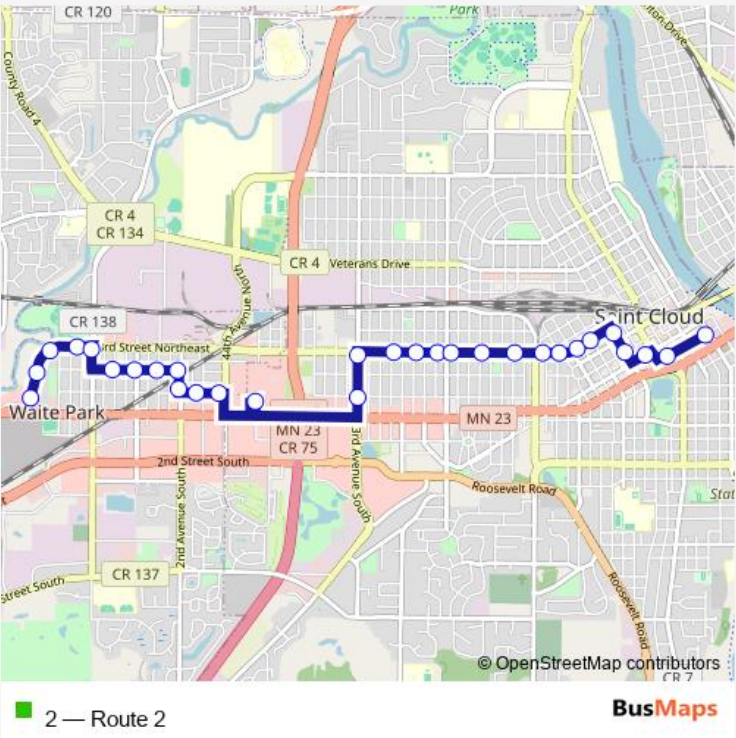 CR 120
Park
County Road 4
CR 4
CR 134
CR 4
Veterans Drive
44th Avenue North
CR 138
3rd Street Northeast
Saint Cloud
Waite Park
MN 23
CR 75
MN 23
2nd Street South
3rd Avenue South
2nd Avenue South
Roosevelt Road
CR 137
Street South
Roosevelt Road
© OpenStreetMap contributors
CR 7
2 — Route 2
BusMaps